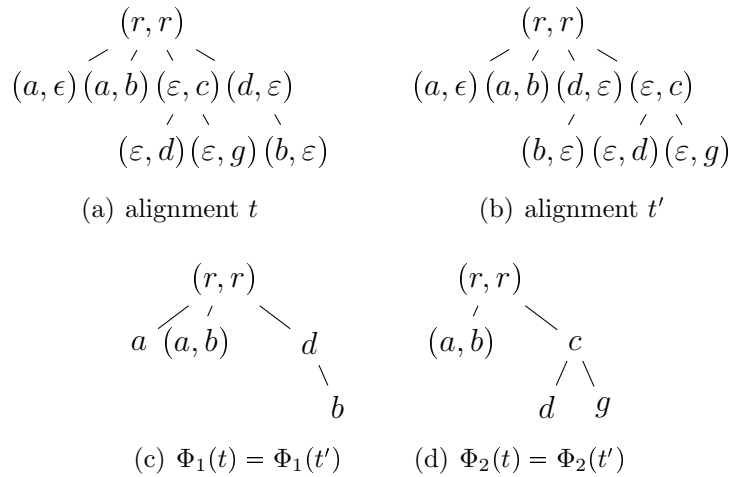 (r, r) (r, r)
(a, ϵ) (a, b) (ε, c) (d, ε) (a, ϵ) (a, b) (d, ε) (ε, c)
(ε, d) (ε, g) (b, ε) (b, ε) (ε, d) (ε, g)
(a) alignment t (b) alignment t′
(r, r) (r, r)
a (a, b) d (a, b) c
b d g
(c) Φ₁(t) = Φ₁(t′) (d) Φ₂(t) = Φ₂(t′)